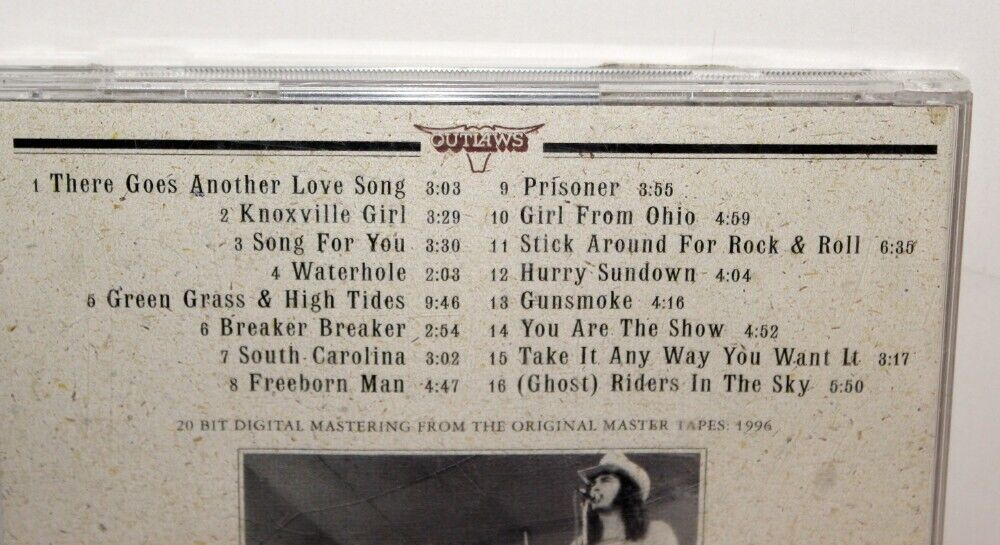 OUTLAWS
1 There Goes Another Love Song 3:03
2 Knoxville Girl 3:29
3 Song For You 3:30
4 Waterhole 2:03
5 Green Grass & High Tides 9:46
6 Breaker Breaker 2:54
7 South Carolina 3:02
8 Freeborn Man 4:47
9 Prisoner 3:55
10 Girl From Ohio 4:59
11 Stick Around For Rock & Roll 6:35
12 Hurry Sundown 4:04
13 Gunsmoke 4:16
14 You Are The Show 4:52
15 Take It Any Way You Want It 3:17
16 (Ghost) Riders In The Sky 5:50
20 BIT DIGITAL MASTERING FROM THE ORIGINAL MASTER TAPES: 1996